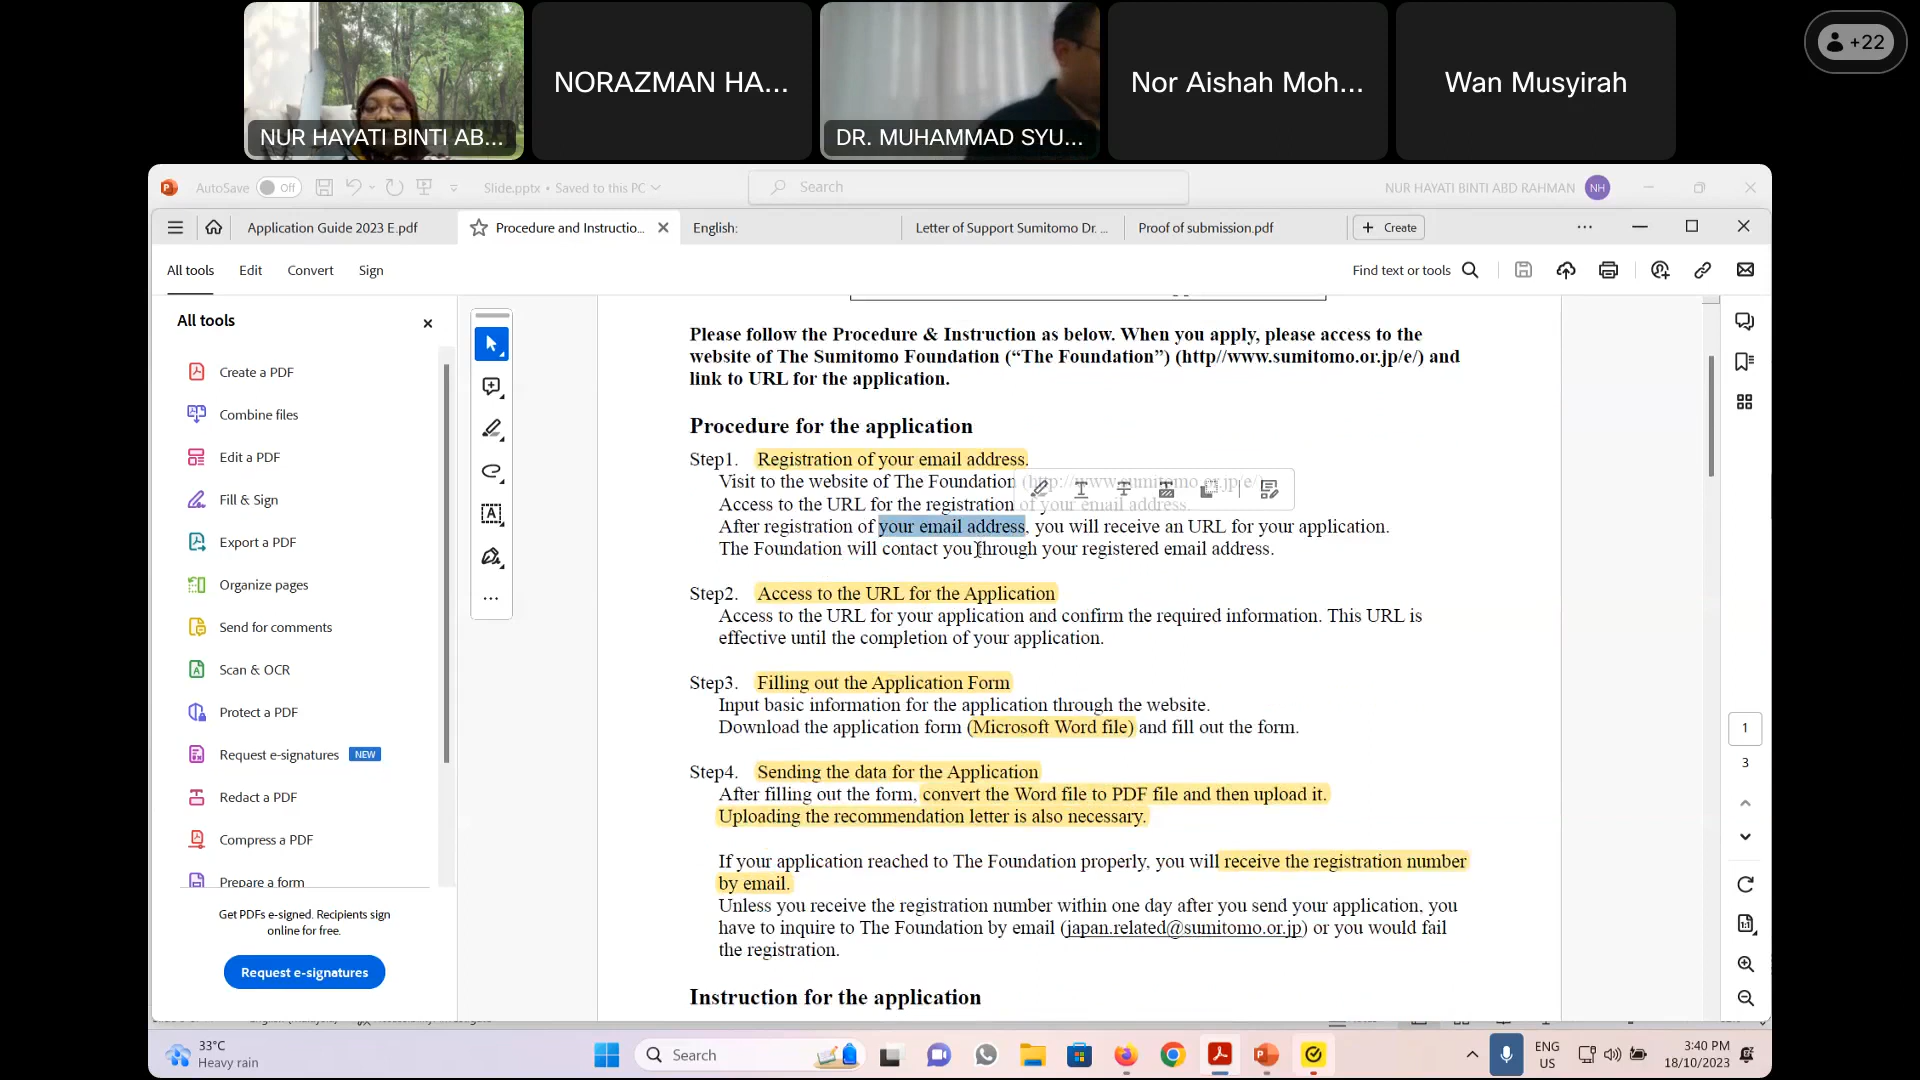 NUR HAYATI BINTI AB...
NORAZMAN HA...
DR. MUHAMMAD SYU...
Nor Aishah Moh...
Wan Musyirah
+22
AutoSave Off
Slide.pptx • Saved to this PC
Search
NUR HAYATI BINTI ABD RAHMAN NH
Application Guide 2023 E.pdf
Procedure and Instructio...
English:
Letter of Support Sumitomo Dr. ...
Proof of submission.pdf
Create
All tools
Edit
Convert
Sign
Find text or tools
All tools
Create a PDF
Combine files
Edit a PDF
Fill & Sign
Export a PDF
Organize pages
Send for comments
Scan & OCR
Protect a PDF
Request e-signatures NEW
Redact a PDF
Compress a PDF
Prepare a form
Get PDFs e-signed. Recipients sign
online for free.
Request e-signatures
Please follow the Procedure & Instruction as below. When you apply, please access to the
website of The Sumitomo Foundation (“The Foundation”) (http//www.sumitomo.or.jp/e/) and
link to URL for the application.
Procedure for the application
Step1. Registration of your email address.
Visit to the website of The Foundation (http://www.sumitomo.or.jp/e/
Access to the URL for the registration of your email address.
After registration of your email address, you will receive an URL for your application.
The Foundation will contact you through your registered email address.
Step2. Access to the URL for the Application
Access to the URL for your application and confirm the required information. This URL is
effective until the completion of your application.
Step3. Filling out the Application Form
Input basic information for the application through the website.
Download the application form (Microsoft Word file) and fill out the form.
Step4. Sending the data for the Application
After filling out the form, convert the Word file to PDF file and then upload it.
Uploading the recommendation letter is also necessary.
If your application reached to The Foundation properly, you will receive the registration number
by email.
Unless you receive the registration number within one day after you send your application, you
have to inquire to The Foundation by email (japan.related@sumitomo.or.jp) or you would fail
the registration.
Instruction for the application
1
3
33°C
Heavy rain
Search
ENG
US
3:40 PM
18/10/2023